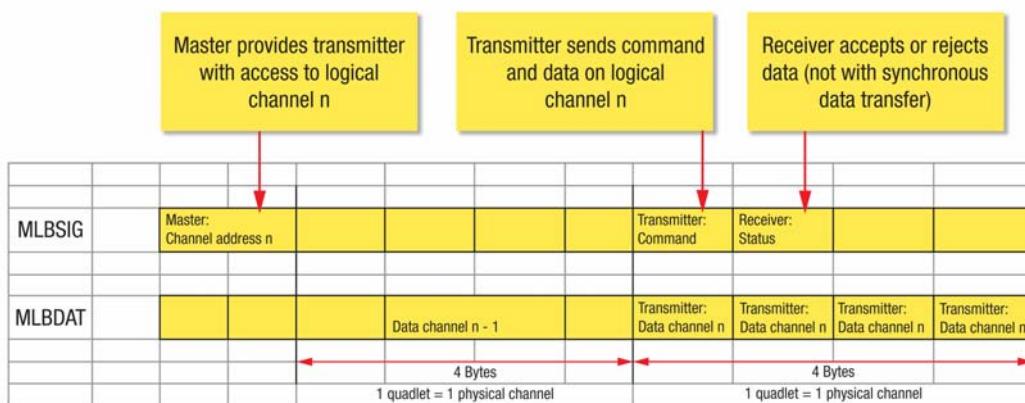 Master provides transmitter
with access to logical
channel n
Transmitter sends command
and data on logical
channel n
Receiver accepts or rejects
data (not with synchronous
data transfer)
MLBSIG
Master:
Channel address n
Transmitter:
Command
Receiver:
Status
MLBDAT
Data channel n - 1
Transmitter:
Data channel n
Transmitter:
Data channel n
Transmitter:
Data channel n
Transmitter:
Data channel n
4 Bytes
4 Bytes
1 quadlet = 1 physical channel
1 quadlet = 1 physical channel